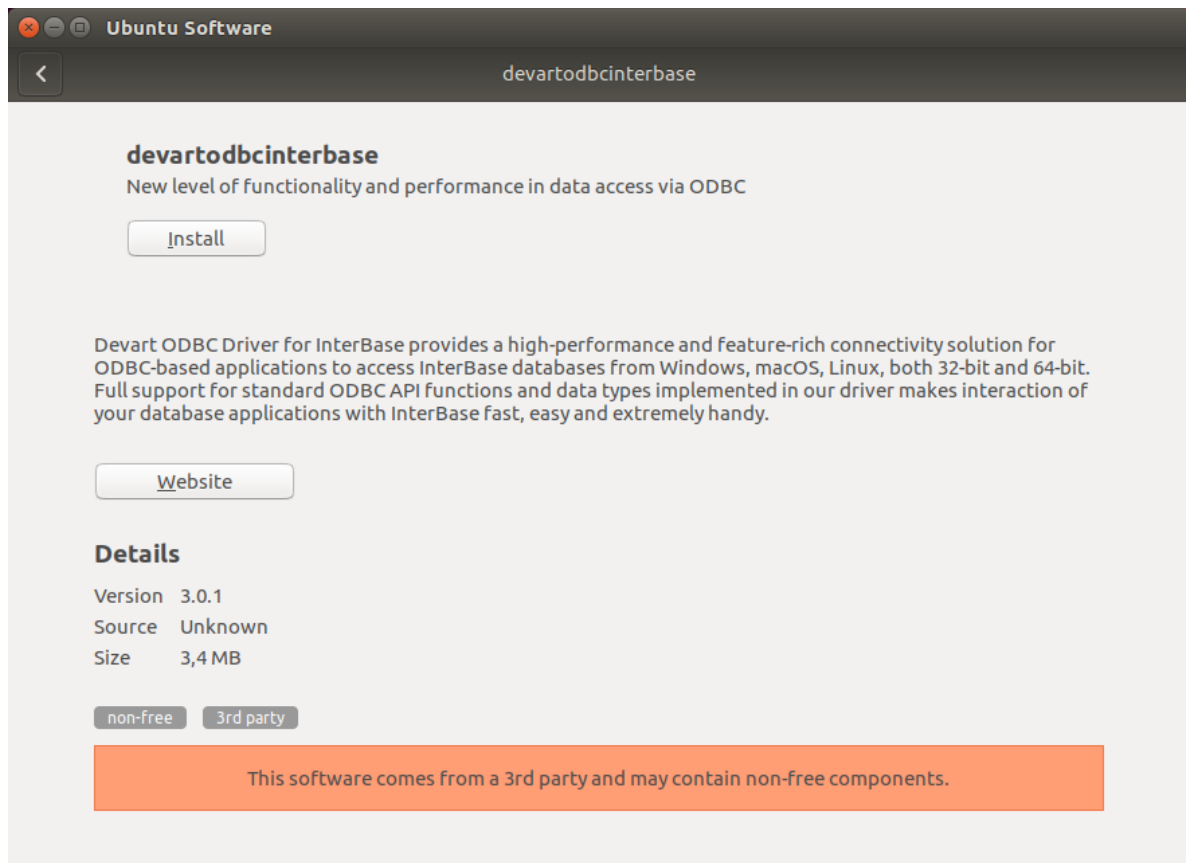 Ubuntu Software
devartodbcinterbase
devartodbcinterbase
New level of functionality and performance in data access via ODBC
Install
Devart ODBC Driver for InterBase provides a high-performance and feature-rich connectivity solution for
ODBC-based applications to access InterBase databases from Windows, macOS, Linux, both 32-bit and 64-bit.
Full support for standard ODBC API functions and data types implemented in our driver makes interaction of
your database applications with InterBase fast, easy and extremely handy.
Website
Details
Version 3.0.1
Source Unknown
Size 3,4 MB
non-free 3rd party
This software comes from a 3rd party and may contain non-free components.